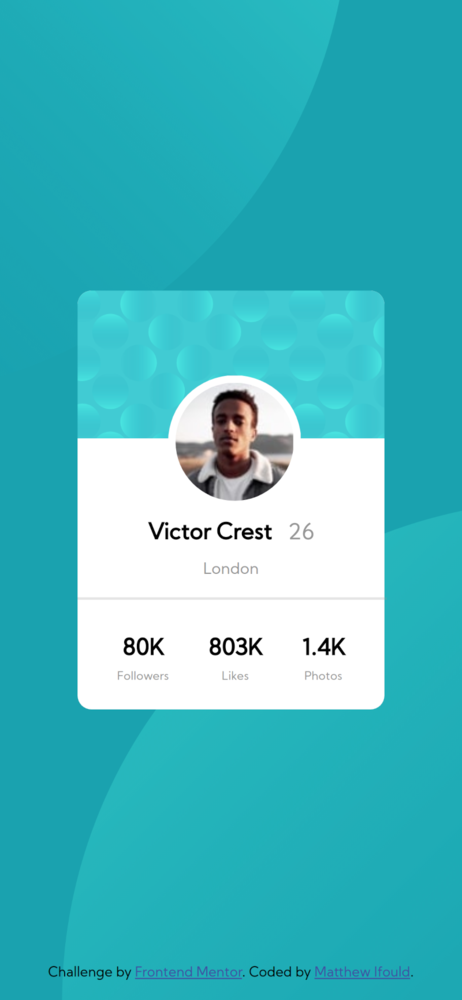 Victor Crest 26
London
80K 803K 1.4K
Followers Likes Photos
Challenge by Frontend Mentor. Coded by Matthew Ifould.